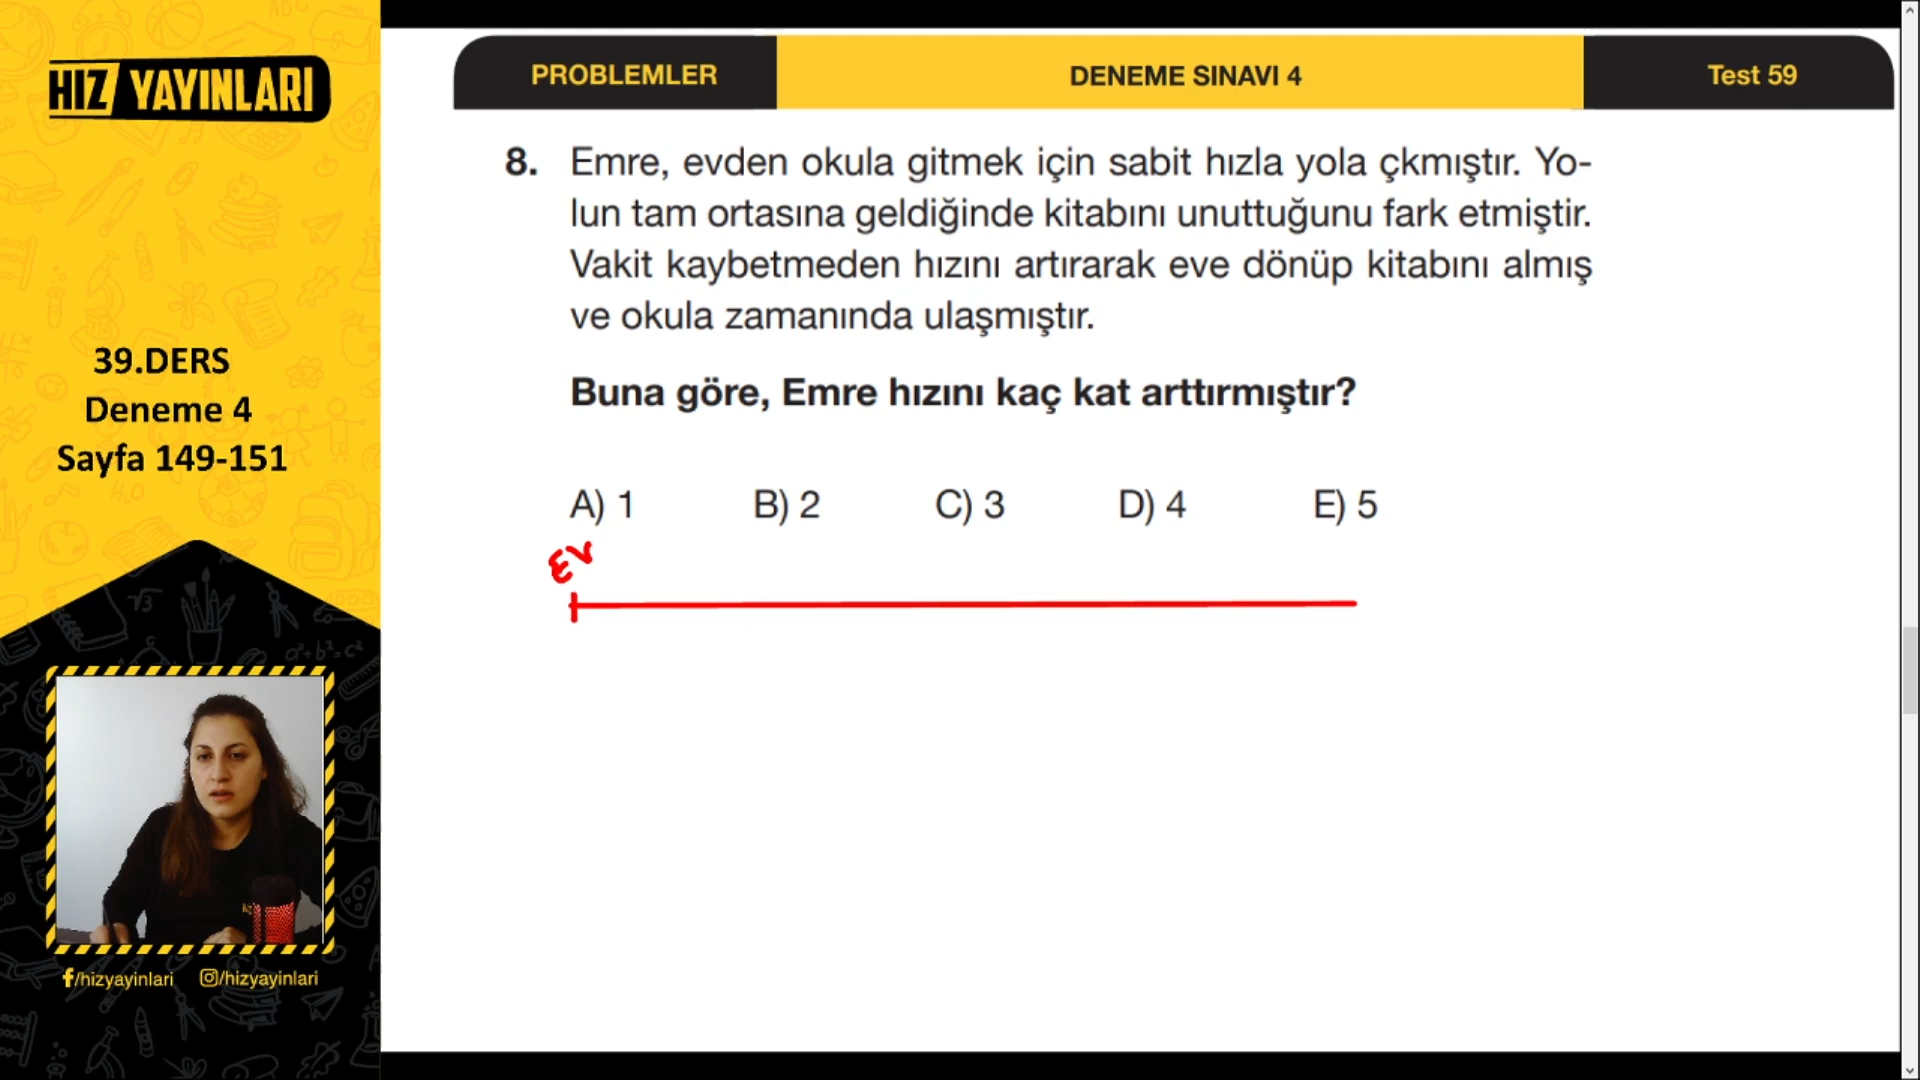 HIZ YAYINLARI
39.DERS
Deneme 4
Sayfa 149-151
/hizyayinlari /hizyayinlari
PROBLEMLER DENEME SINAVI 4 Test 59
8. Emre, evden okula gitmek için sabit hızla yola çkmıştır. Yo-
lun tam ortasına geldiğinde kitabını unuttuğunu fark etmiştir.
Vakit kaybetmeden hızını artırarak eve dönüp kitabını almış
ve okula zamanında ulaşmıştır.
Buna göre, Emre hızını kaç kat arttırmıştır?
A) 1 B) 2 C) 3 D) 4 E) 5
EV